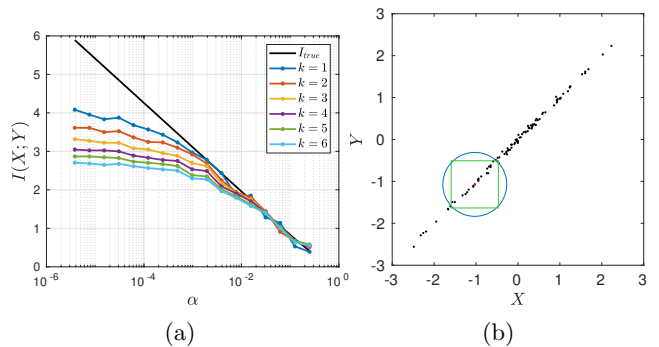 6
5
4
3
2
1
0
I(X;Y)
10^-6
10^-4
10^-2
10^0
α
I_true
k = 1
k = 2
k = 3
k = 4
k = 5
k = 6
(a)
3
2
1
0
-1
-2
-3
Y
-3
-2
-1
0
1
2
3
X
(b)